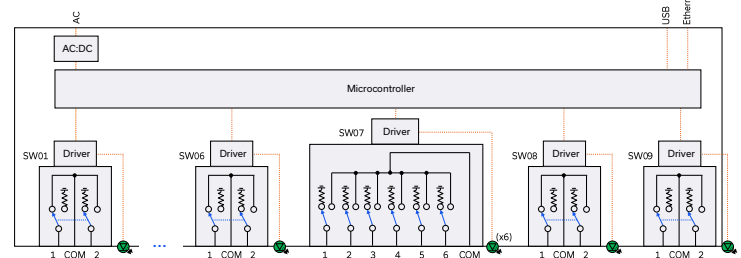 AC
USB
AC:DC
Microcontroller
SW01
Driver
SW06
Driver
SW07
Driver
SW08
Driver
SW09
Driver
(x6)
1 COM 2
1 COM 2
1 2 3 4 5 6 COM
1 COM 2
1 COM 2